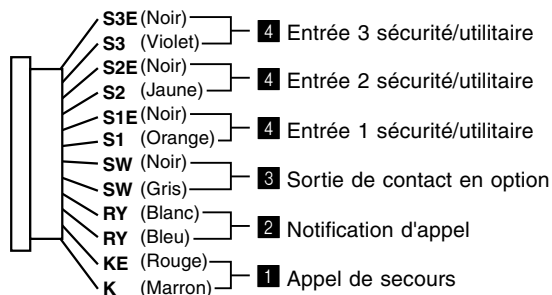 S3E (Noir)
S3 (Violet)
4 Entrée 3 sécurité/utilitaire
S2E (Noir)
S2 (Jaune)
4 Entrée 2 sécurité/utilitaire
S1E (Noir)
S1 (Orange)
4 Entrée 1 sécurité/utilitaire
SW (Noir)
SW (Gris)
3 Sortie de contact en option
RY (Blanc)
RY (Bleu)
2 Notification d'appel
KE (Rouge)
K (Marron)
1 Appel de secours